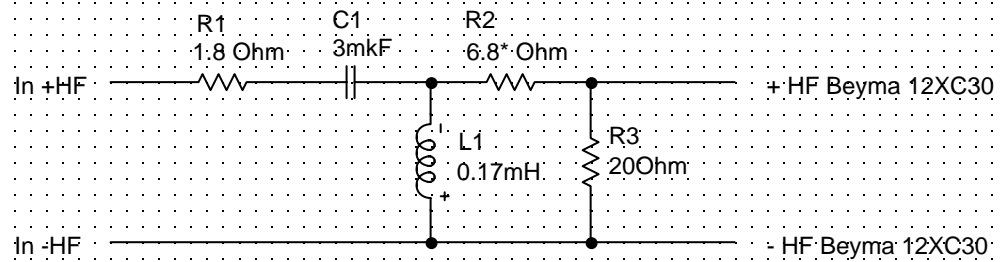 R1
1.8 Ohm
C1
3mkF
R2
6.8* Ohm
In +HF
+ HF Beyma 12XC30
L1
0.17mH
R3
20Ohm
In -HF
- HF Beyma 12XC30